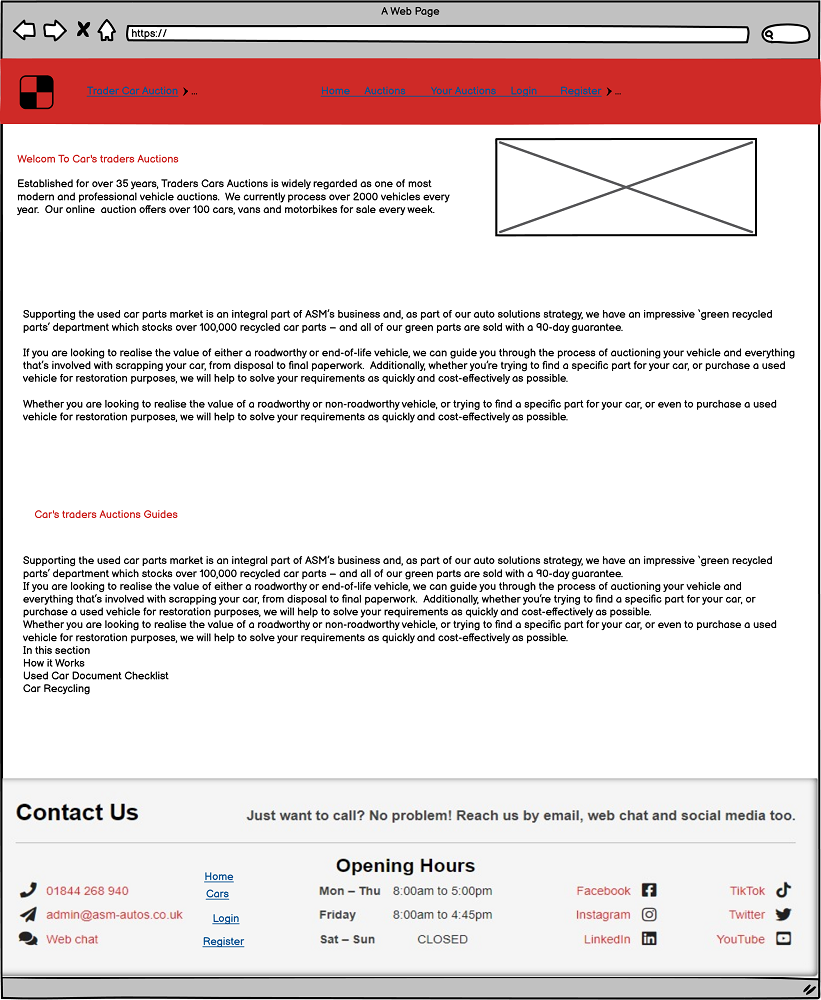 A Web Page
https://
Trader Car Auction ... Home Auctions Your Auctions Login Register ...
Welcom To Car's traders Auctions
Established for over 35 years, Traders Cars Auctions is widely regarded as one of most
modern and professional vehicle auctions. We currently process over 2000 vehicles every
year. Our online auction offers over 100 cars, vans and motorbikes for sale every week.
Supporting the used car parts market is an integral part of ASM's business and, as part of our auto solutions strategy, we have an impressive 'green recycled
parts' department which stocks over 100,000 recycled car parts – and all of our green parts are sold with a 90-day guarantee.
If you are looking to realise the value of either a roadworthy or end-of-life vehicle, we can guide you through the process of auctioning your vehicle and everything
that's involved with scrapping your car, from disposal to final paperwork. Additionally, whether you're trying to find a specific part for your car, or purchase a used
vehicle for restoration purposes, we will help to solve your requirements as quickly and cost-effectively as possible.
Whether you are looking to realise the value of a roadworthy or non-roadworthy vehicle, or trying to find a specific part for your car, or even to purchase a used
vehicle for restoration purposes, we will help to solve your requirements as quickly and cost-effectively as possible.
Car's traders Auctions Guides
Supporting the used car parts market is an integral part of ASM's business and, as part of our auto solutions strategy, we have an impressive 'green recycled
parts' department which stocks over 100,000 recycled car parts – and all of our green parts are sold with a 90-day guarantee.
If you are looking to realise the value of either a roadworthy or end-of-life vehicle, we can guide you through the process of auctioning your vehicle and
everything that's involved with scrapping your car, from disposal to final paperwork. Additionally, whether you're trying to find a specific part for your car, or
purchase a used vehicle for restoration purposes, we will help to solve your requirements as quickly and cost-effectively as possible.
Whether you are looking to realise the value of a roadworthy or non-roadworthy vehicle, or trying to find a specific part for your car, or even to purchase a used
vehicle for restoration purposes, we will help to solve your requirements as quickly and cost-effectively as possible.
In this section
How it Works
Used Car Document Checklist
Car Recycling
Contact Us Just want to call? No problem! Reach us by email, web chat and social media too.
01844 268 940
admin@asm-autos.co.uk
Web chat
Home
Cars
Login
Register
Opening Hours
Mon – Thu 8:00am to 5:00pm
Friday 8:00am to 4:45pm
Sat – Sun CLOSED
Facebook
Instagram
LinkedIn
TikTok
Twitter
YouTube